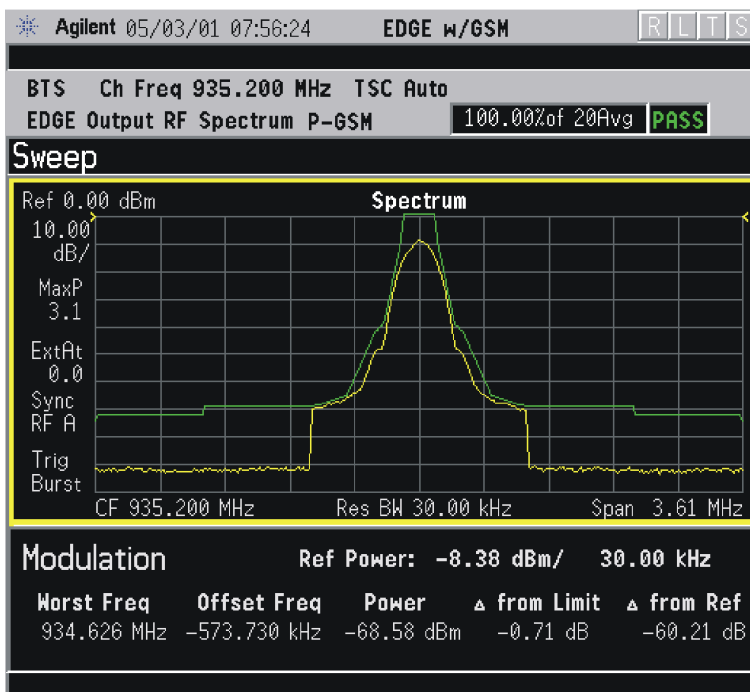 Agilent 05/03/01 07:56:24 EDGE w/GSM R L T S
BTS Ch Freq 935.200 MHz TSC Auto
EDGE Output RF Spectrum P-GSM 100.00%of 20Avg PASS
Sweep
Ref 0.00 dBm Spectrum
10.00
dB/
MaxP
3.1
ExtAt
0.0
Sync
RF A
Trig
Burst
CF 935.200 MHz Res BW 30.00 kHz Span 3.61 MHz
Modulation Ref Power: -8.38 dBm/ 30.00 kHz
Worst Freq Offset Freq Power Δ from Limit Δ from Ref
934.626 MHz -573.730 kHz -68.58 dBm -0.71 dB -60.21 dB